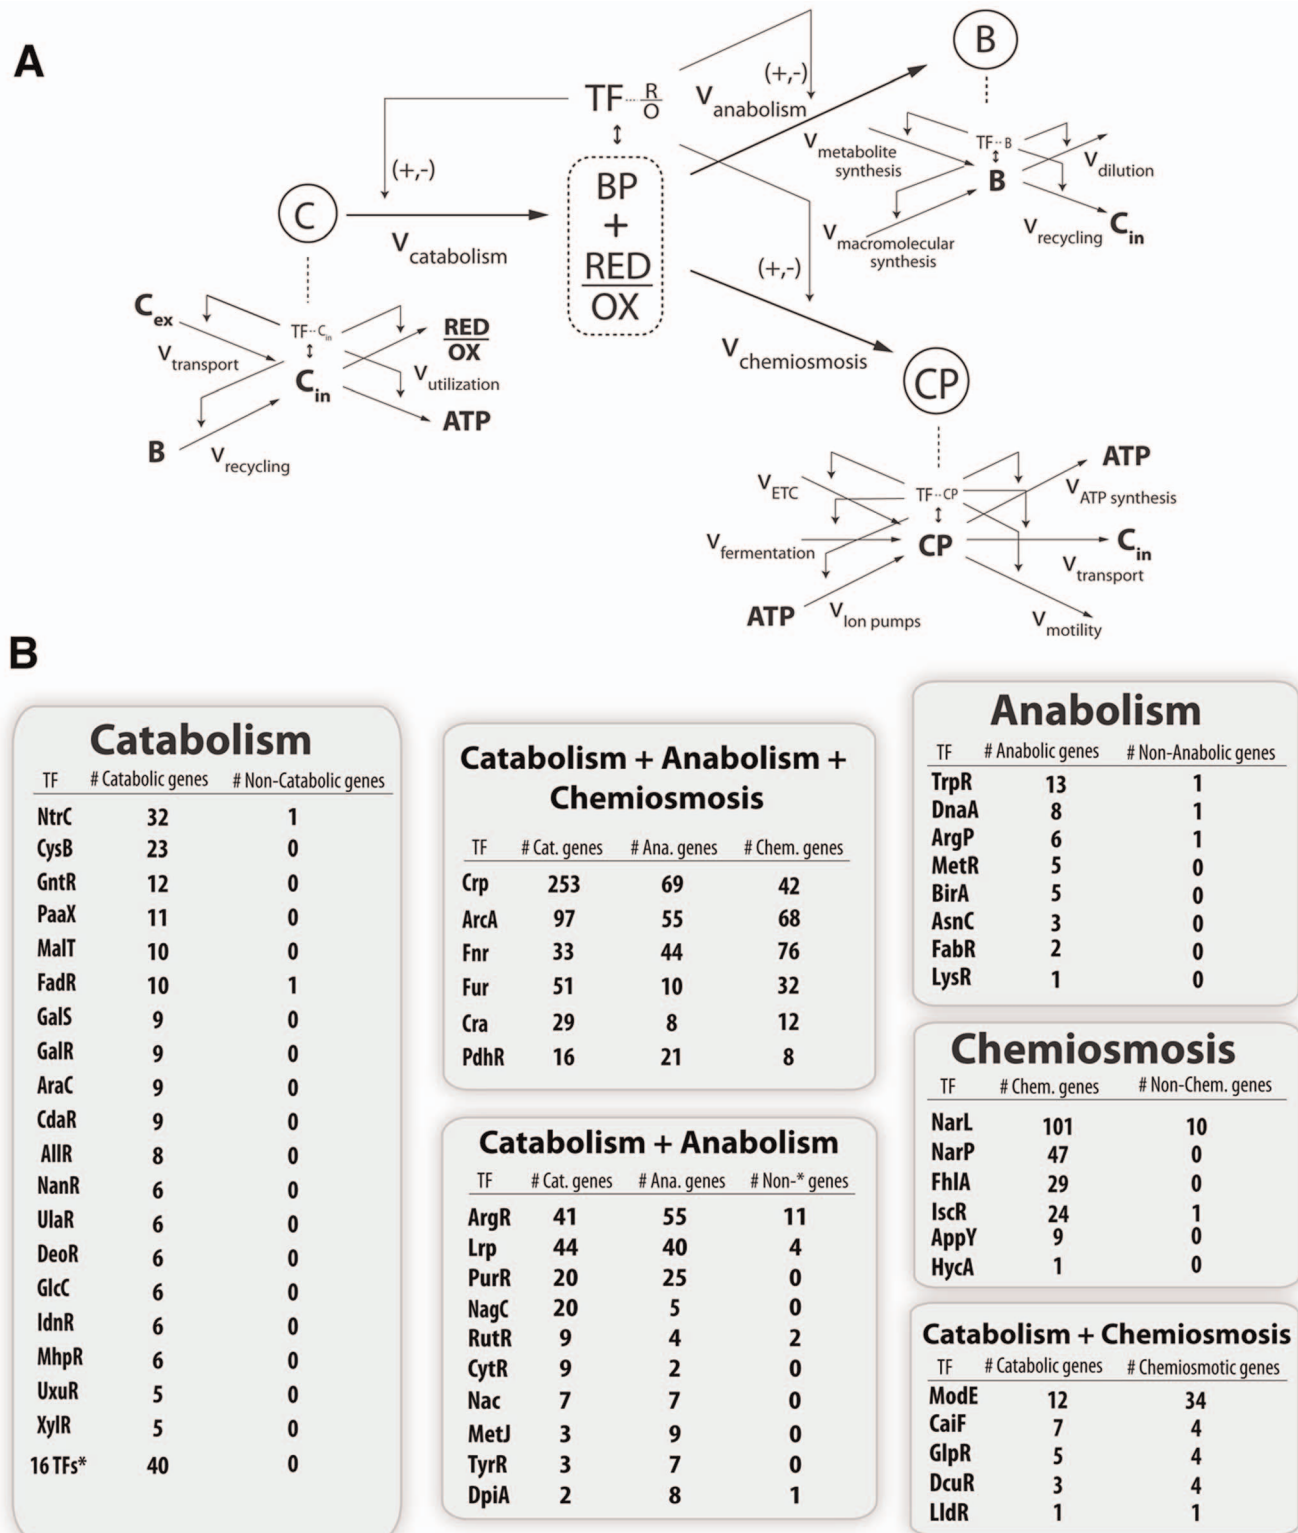 A
C
V catabolism
(+,-)
TF R/O
BP
+
RED
OX
V anabolism
(+,-)
B
V chemiosmosis
(+,-)
CP
C ex
V transport
B
V recycling
TF C in
C in
RED
OX
V utilization
ATP
V metabolite synthesis
V macromolecular synthesis
TF B
B
V dilution
V recycling
C in
V ETC
V fermentation
ATP
V Ion pumps
TF CP
CP
ATP
V ATP synthesis
C in
V transport
V motility
B
Catabolism
TF # Catabolic genes # Non-Catabolic genes
NtrC 32 1
CysB 23 0
GntR 12 0
PaaX 11 0
MalT 10 0
FadR 10 1
GalS 9 0
GalR 9 0
AraC 9 0
CdaR 9 0
AllR 8 0
NanR 6 0
UlaR 6 0
DeoR 6 0
GlcC 6 0
IdnR 6 0
MhpR 6 0
UxuR 5 0
XylR 5 0
16 TFs* 40 0
Catabolism + Anabolism +
Chemiosmosis
TF # Cat. genes # Ana. genes # Chem. genes
Crp 253 69 42
ArcA 97 55 68
Fnr 33 44 76
Fur 51 10 32
Cra 29 8 12
PdhR 16 21 8
Catabolism + Anabolism
TF # Cat. genes # Ana. genes # Non-* genes
ArgR 41 55 11
Lrp 44 40 4
PurR 20 25 0
NagC 20 5 0
RutR 9 4 2
CytR 9 2 0
Nac 7 7 0
MetJ 3 9 0
TyrR 3 7 0
DpiA 2 8 1
Anabolism
TF # Anabolic genes # Non-Anabolic genes
TrpR 13 1
DnaA 8 1
ArgP 6 1
MetR 5 0
BirA 5 0
AsnC 3 0
FabR 2 0
LysR 1 0
Chemiosmosis
TF # Chem. genes # Non-Chem. genes
NarL 101 10
NarP 47 0
FhlA 29 0
IscR 24 1
AppY 9 0
HycA 1 0
Catabolism + Chemiosmosis
TF # Catabolic genes # Chemiosmotic genes
ModE 12 34
CaiF 7 4
GlpR 5 4
DcuR 3 4
LldR 1 1